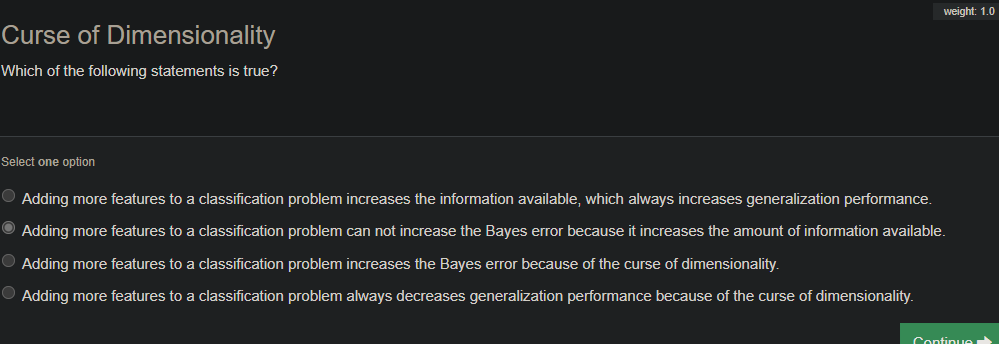 weight: 1.0
Curse of Dimensionality
Which of the following statements is true?
Select one option
Adding more features to a classification problem increases the information available, which always increases generalization performance.
Adding more features to a classification problem can not increase the Bayes error because it increases the amount of information available.
Adding more features to a classification problem increases the Bayes error because of the curse of dimensionality.
Adding more features to a classification problem always decreases generalization performance because of the curse of dimensionality.
Continue